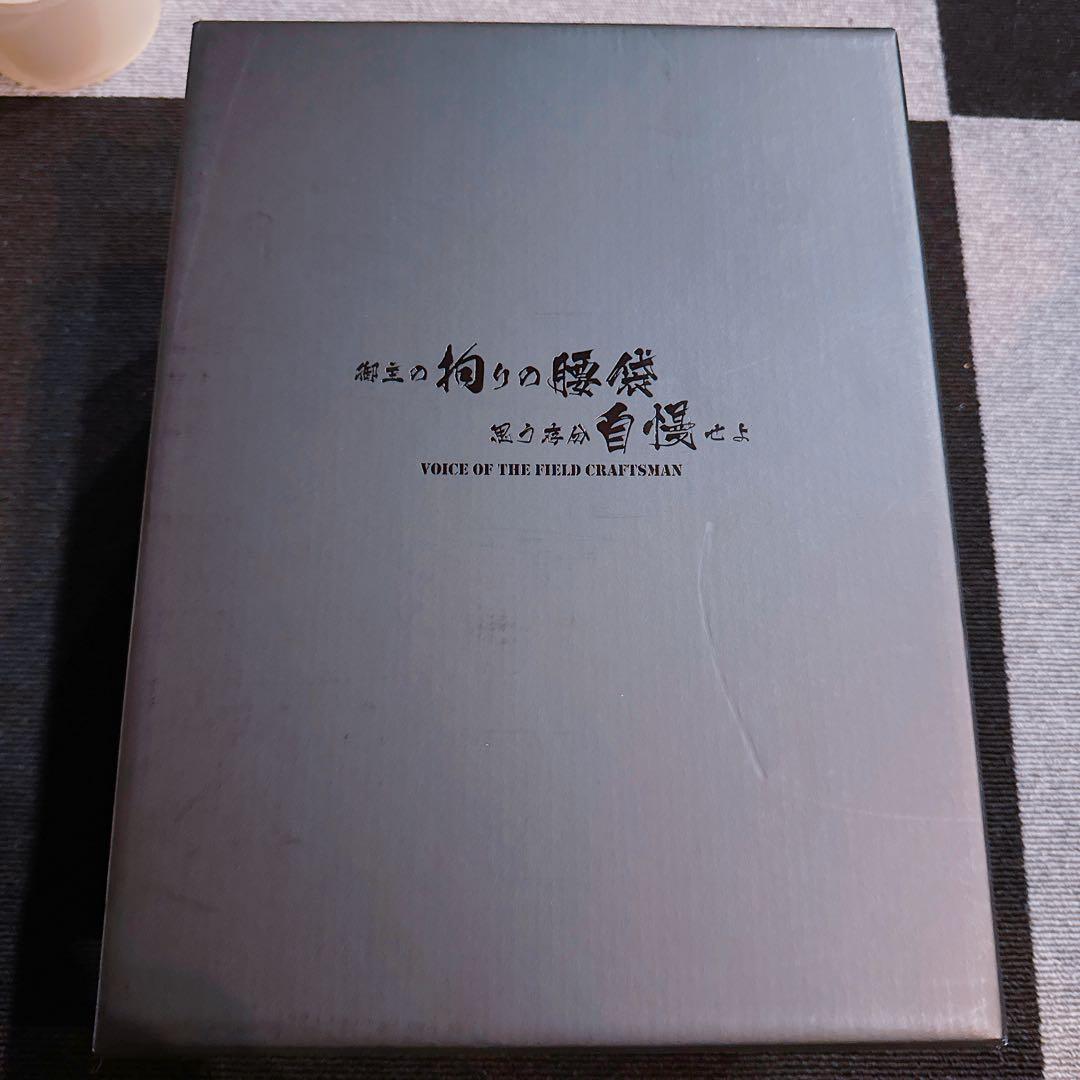 御主の拘りの腰袋
思う存分自慢せよ
VOICE OF THE FIELD CRAFTSMAN